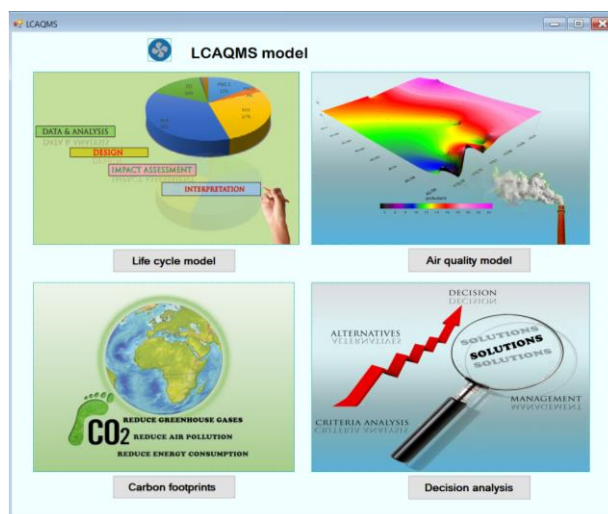 LCAQMS
LCAQMS model
DATA & ANALYSIS
DESIGN
IMPACT ASSESSMENT
INTERPRETATION
Life cycle model
Air quality model
CO2
REDUCE GREENHOUSE GASES
REDUCE AIR POLLUTION
REDUCE ENERGY CONSUMPTION
Carbon footprints
DECISION
ALTERNATIVES
SOLUTIONS
SOLUTIONS
SOLUTIONS
MANAGEMENT
CRITERIA ANALYSIS
Decision analysis